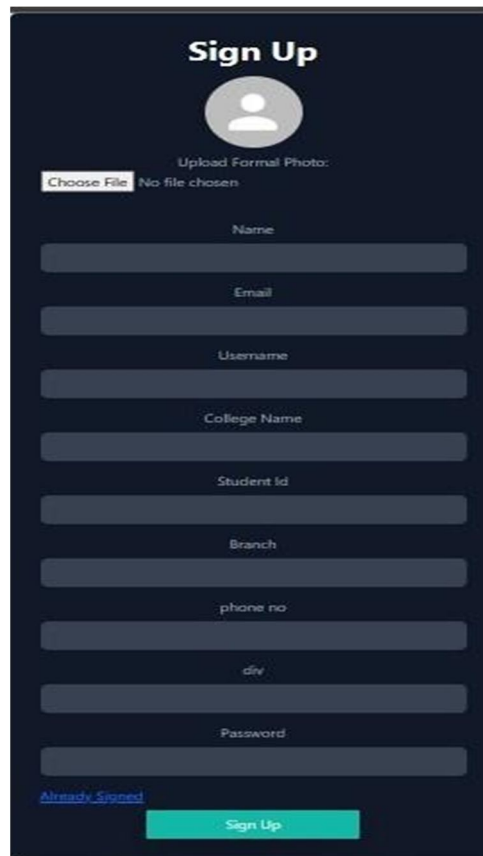 Sign Up
Upload Formal Photo:
Choose File No file chosen
Name
Email
Username
College Name
Student Id
Branch
phone no
div
Password
Already Signed
Sign Up